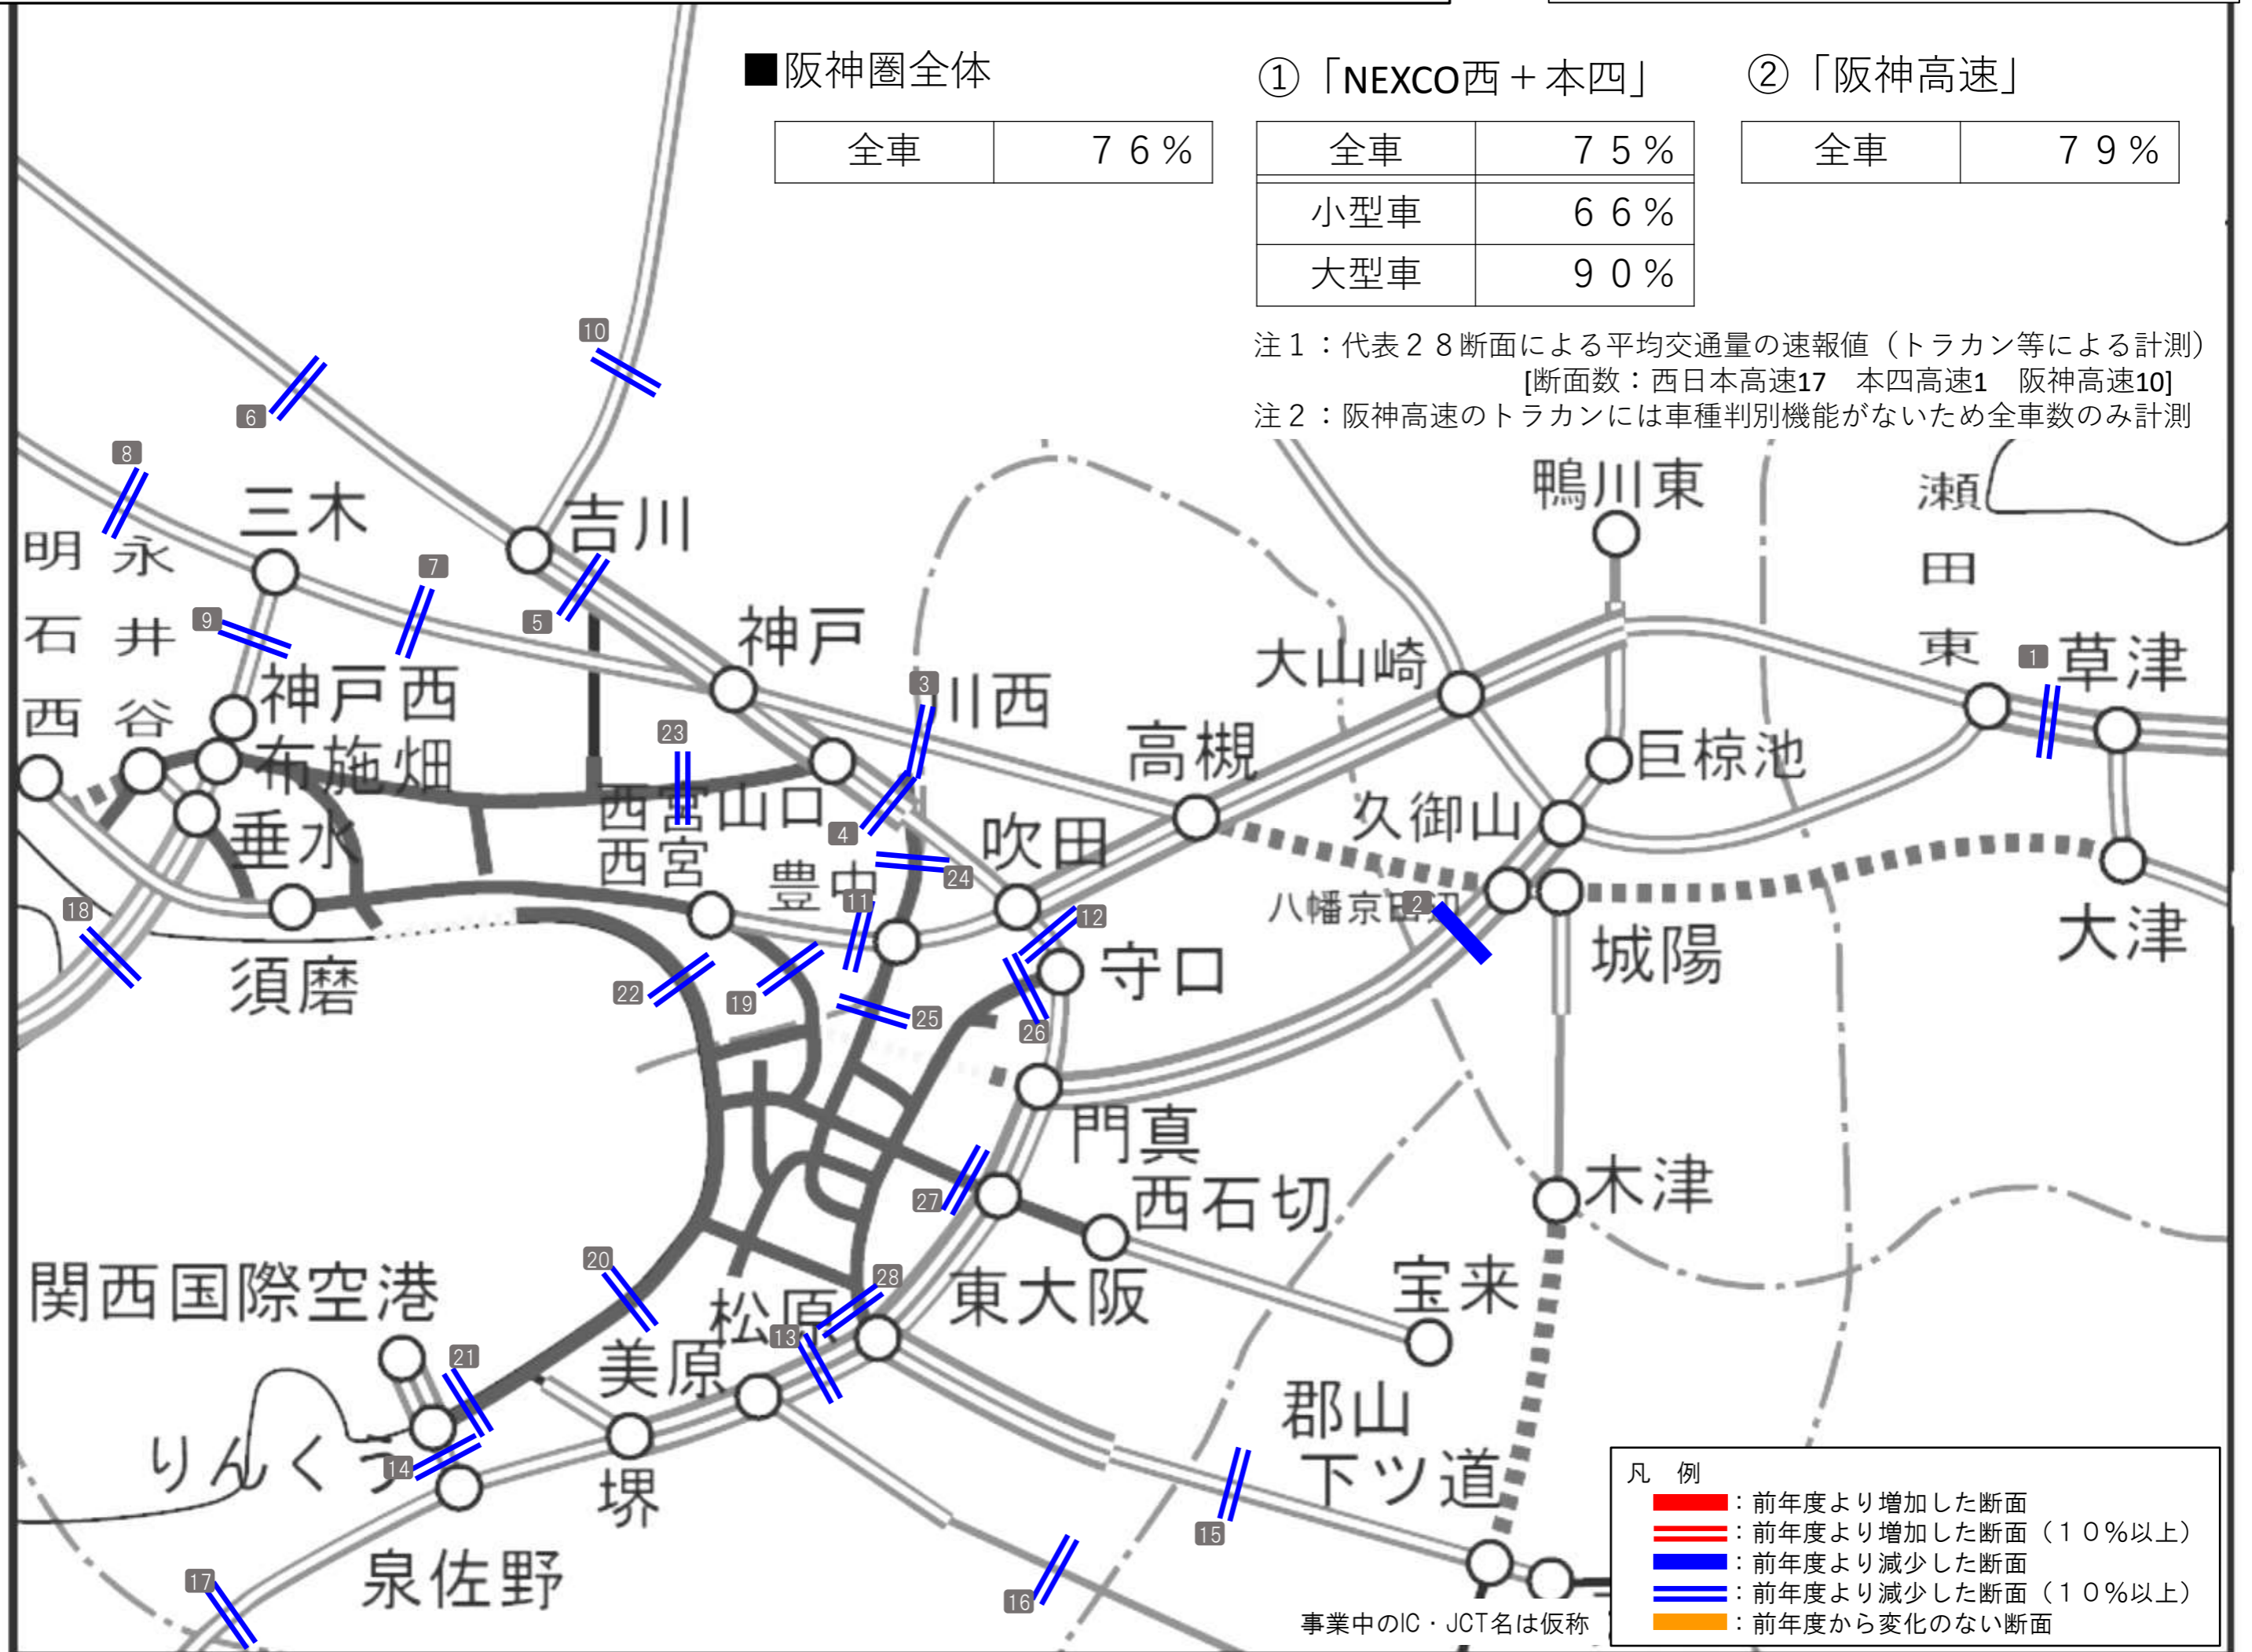 ■阪神圏全体
全車 76%
①「NEXCO西+本四」
全車 75%
小型車 66%
大型車 90%
②「阪神高速」
全車 79%
注1:代表28断面による平均交通量の速報値(トラカン等による計測)
[断面数:西日本高速17 本四高速1 阪神高速10]
注2:阪神高速のトラカンには車種判別機能がないため全車数のみ計測
10
6
8
三木
吉川
鴨川東
瀬田東
明石西
永井谷
7
5
9
神戸
大山崎
1
草津
神戸西
3
川西
23
布施畑
高槻
巨椋池
西宮山口
4
吹田
久御山
垂水
西宮
豊中
24
11
八幡京田辺
2
18
12
大津
須磨
守口
城陽
22
19
25
26
門真
27
西石切
木津
20
関西国際空港
28
松原
東大阪
宝来
13
21
美原
りんくう
14
郡山下ツ道
堺
15
17
泉佐野
16
事業中のIC・JCT名は仮称
凡 例
:前年度より増加した断面
:前年度より増加した断面(10%以上)
:前年度より減少した断面
:前年度より減少した断面(10%以上)
:前年度から変化のない断面